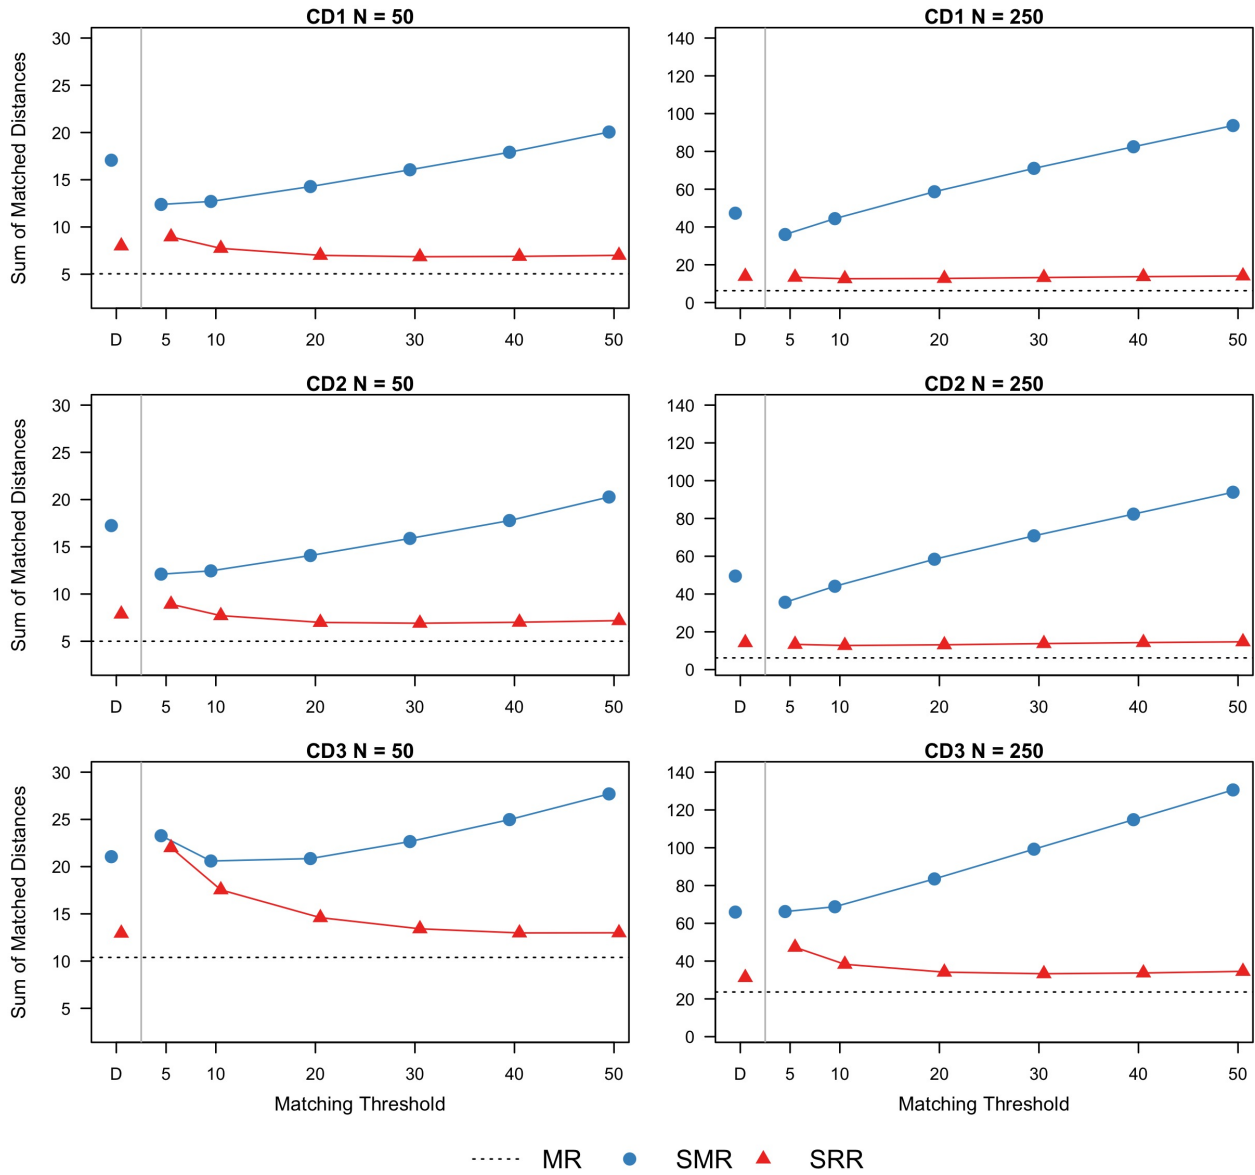 CD1 N = 50
Sum of Matched Distances
30
25
20
15
10
5
D 5 10 20 30 40 50
CD1 N = 250
140
120
100
80
60
40
20
0
D 5 10 20 30 40 50
CD2 N = 50
Sum of Matched Distances
30
25
20
15
10
5
D 5 10 20 30 40 50
CD2 N = 250
140
120
100
80
60
40
20
0
D 5 10 20 30 40 50
CD3 N = 50
Sum of Matched Distances
30
25
20
15
10
5
D 5 10 20 30 40 50
Matching Threshold
CD3 N = 250
140
120
100
80
60
40
20
0
D 5 10 20 30 40 50
Matching Threshold
MR SMR SRR